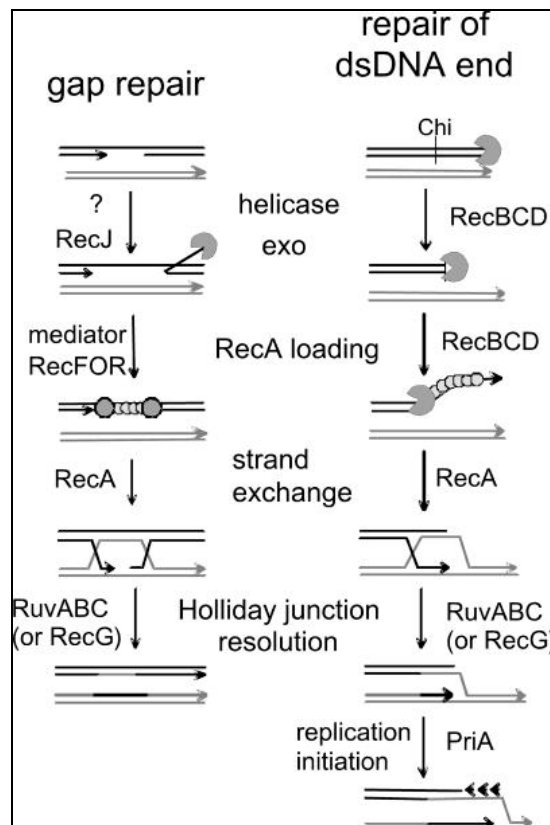 gap repair
repair of
dsDNA end
Chi
?
RecJ
helicase
exo
RecBCD
mediator
RecFOR
RecA loading
RecBCD
RecA
strand
exchange
RecA
RuvABC
(or RecG)
Holliday junction
resolution
RuvABC
(or RecG)
replication
initiation
PriA